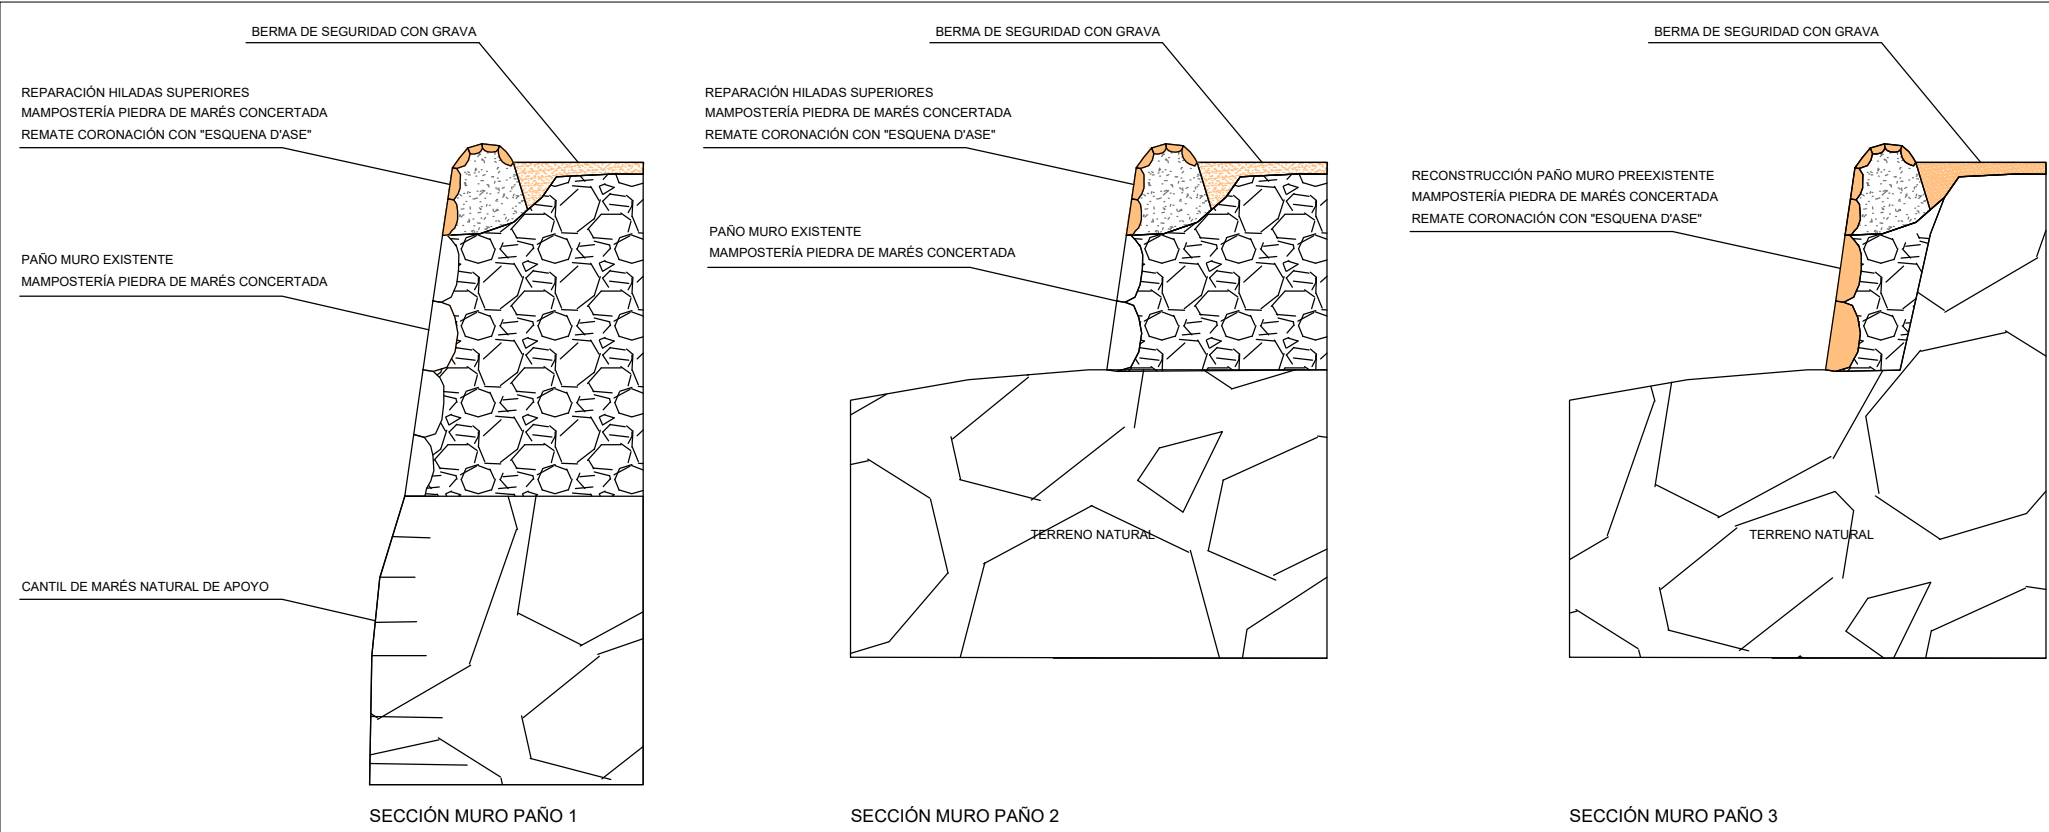 BERMA DE SEGURIDAD CON GRAVA
REPARACIÓN HILADAS SUPERIORES
MAMPOSTERÍA PIEDRA DE MARÉS CONCERTADA
REMATE CORONACIÓN CON "ESQUENA D'ASE"
PAÑO MURO EXISTENTE
MAMPOSTERÍA PIEDRA DE MARÉS CONCERTADA
CANTIL DE MARÉS NATURAL DE APOYO
SECCIÓN MURO PAÑO 1
BERMA DE SEGURIDAD CON GRAVA
REPARACIÓN HILADAS SUPERIORES
MAMPOSTERÍA PIEDRA DE MARÉS CONCERTADA
REMATE CORONACIÓN CON "ESQUENA D'ASE"
PAÑO MURO EXISTENTE
MAMPOSTERÍA PIEDRA DE MARÉS CONCERTADA
TERRENO NATURAL
SECCIÓN MURO PAÑO 2
BERMA DE SEGURIDAD CON GRAVA
RECONSTRUCCIÓN PAÑO MURO PREEXISTENTE
MAMPOSTERÍA PIEDRA DE MARÉS CONCERTADA
REMATE CORONACIÓN CON "ESQUENA D'ASE"
TERRENO NATURAL
SECCIÓN MURO PAÑO 3